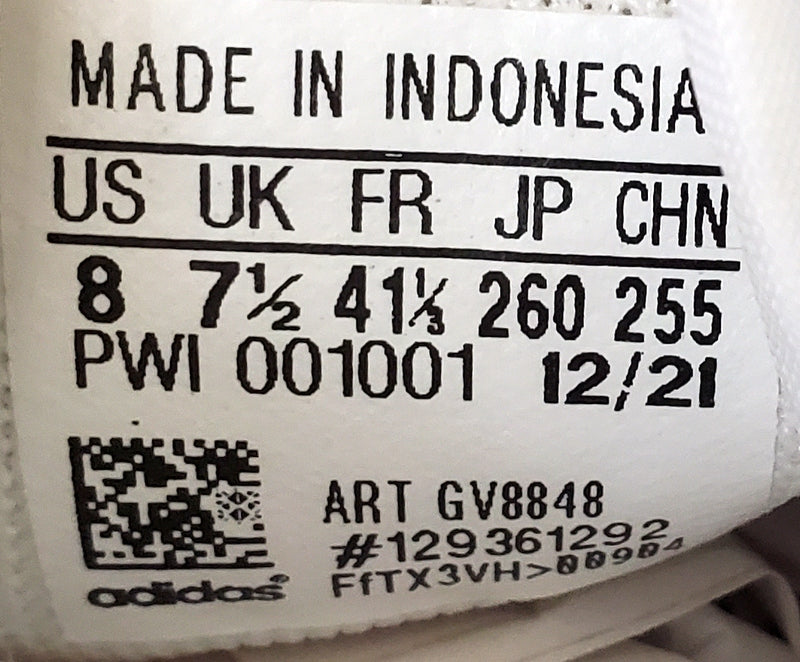 MADE IN INDONESIA
US UK FR JP CHN
8 7½ 41⅓ 260 255
PWI 001001 12/21
ART GV8848
#129361292
FfTX3VH>00904
adidas®